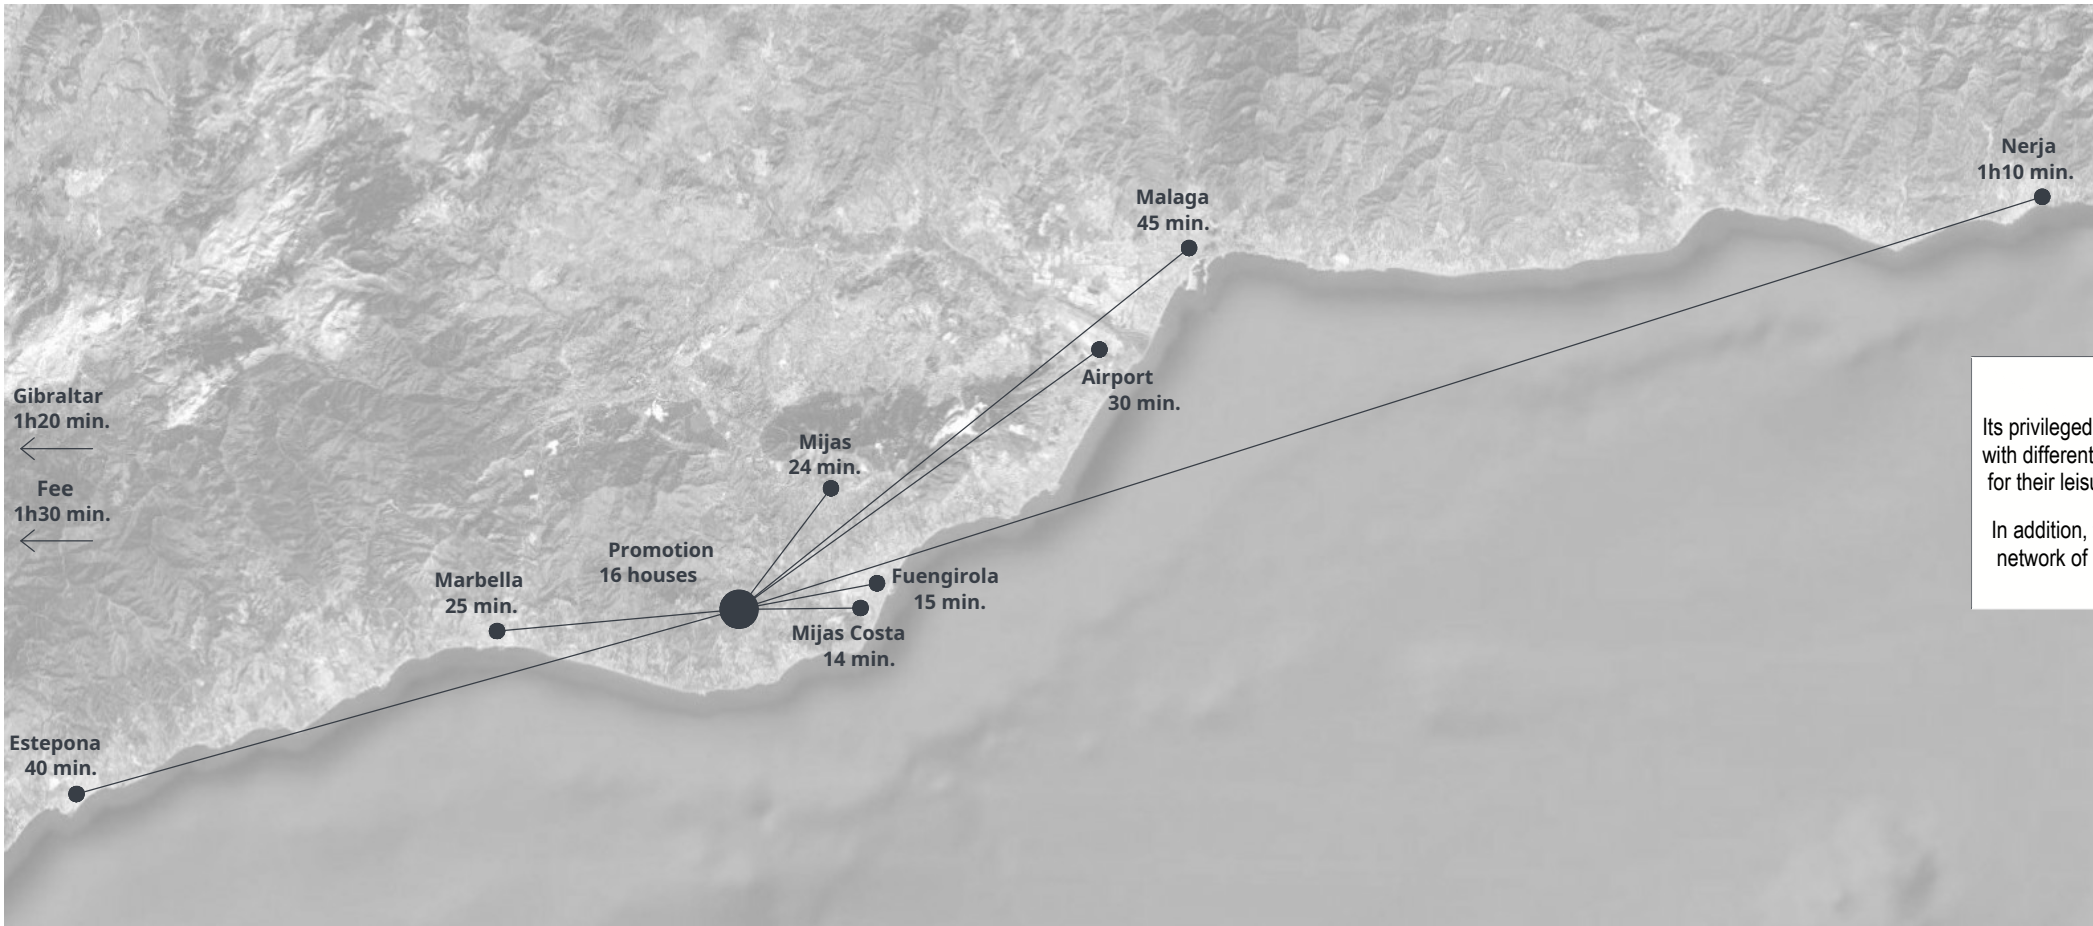 Nerja
1h10 min.
Malaga
45 min.
Airport
30 min.
Gibraltar
1h20 min.
Fee
1h30 min.
Mijas
24 min.
Promotion
16 houses
Marbella
25 min.
Fuengirola
15 min.
Mijas Costa
14 min.
Estepona
40 min.
Its privileged
with different
for their leisu
In addition,
network of